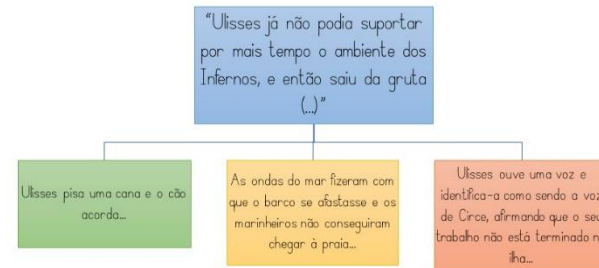 “Ulisses já não podia suportar
por mais tempo o ambiente dos
Infernos, e então saiu da gruta
(...)”
Ulisses pisa uma cana e o cão
acorda...
As ondas do mar fizeram com
que o barco se afastasse e os
marinheiros não conseguiram
chegar à praia...
Ulisses ouve uma voz e
identifica-a como sendo a voz
de Circe, afirmando que o seu
trabalho não está terminado n
ilha...